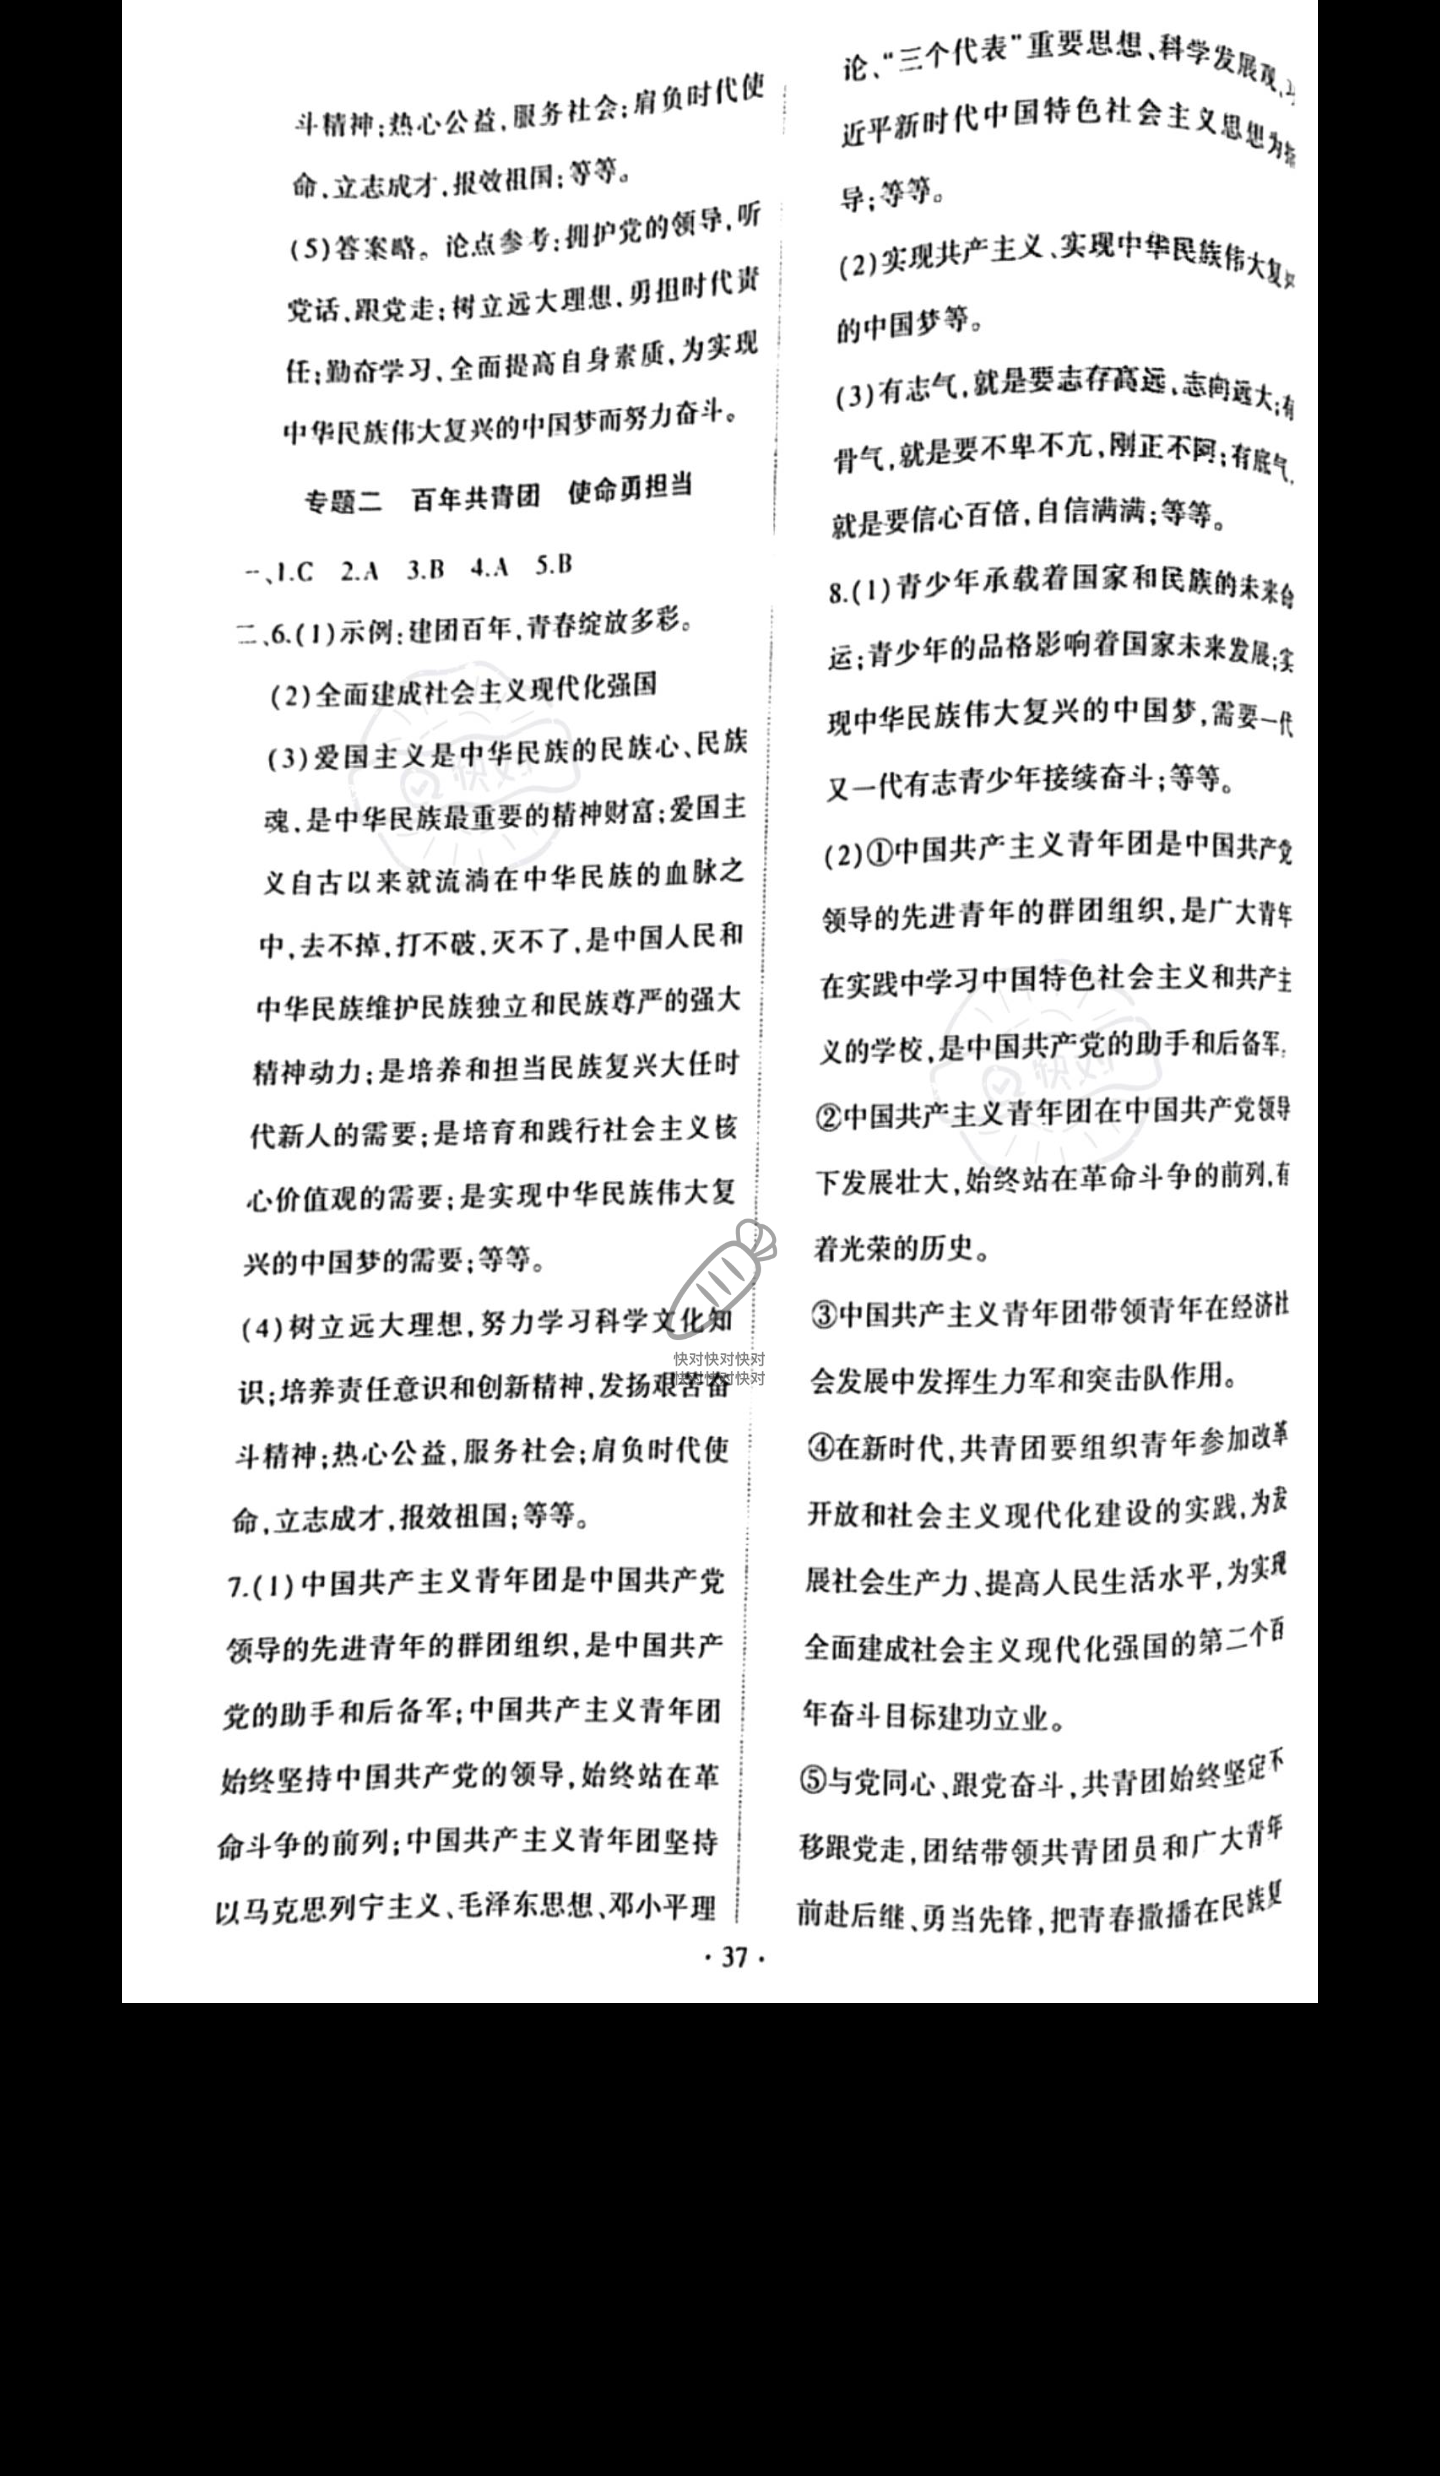 斗精神;热心公益,服务社会;肩负时代使
命,立志成才,报效祖国;等等。
(5)答案略。论点参考:拥护党的领导,听
党话、跟党走;树立远大理想,勇担时代责
任;勤奋学习、全面提高自身素质,为实现
中华民族伟大复兴的中国梦而努力奋斗。
专题二 百年共青团 使命勇担当
一、1.C 2.A 3.B 4.A 5.B
二、6.(1)示例:建团百年,青春绽放多彩。
(2)全面建成社会主义现代化强国
(3)爱国主义是中华民族的民族心、民族
魂,是中华民族最重要的精神财富;爱国主
义自古以来就流淌在中华民族的血脉之
中,去不掉,打不破,灭不了,是中国人民和
中华民族维护民族独立和民族尊严的强大
精神动力;是培养和担当民族复兴大任时
代新人的需要;是培育和践行社会主义核
心价值观的需要;是实现中华民族伟大复
兴的中国梦的需要;等等。
(4)树立远大理想,努力学习科学文化知
识;培养责任意识和创新精神,发扬艰苦奋
斗精神;热心公益,服务社会;肩负时代使
命,立志成才,报效祖国;等等。
7.(1)中国共产主义青年团是中国共产党
领导的先进青年的群团组织,是中国共产
党的助手和后备军;中国共产主义青年团
始终坚持中国共产党的领导,始终站在革
命斗争的前列;中国共产主义青年团坚持
以马克思列宁主义、毛泽东思想、邓小平理
论、“三个代表”重要思想、科学发展观、
近平新时代中国特色社会主义思想为指
导;等等。
(2)实现共产主义、实现中华民族伟大复兴
的中国梦等。
(3)有志气,就是要志存高远、志向远大;有
骨气,就是要不卑不亢,刚正不阿;有底气,
就是要信心百倍,自信满满;等等。
8.(1)青少年承载着国家和民族的未来命
运;青少年的品格影响着国家未来发展;实
现中华民族伟大复兴的中国梦,需要一代
又一代有志青少年接续奋斗;等等。
(2)①中国共产主义青年团是中国共产党
领导的先进青年的群团组织,是广大青年
在实践中学习中国特色社会主义和共产主
义的学校,是中国共产党的助手和后备军;
②中国共产主义青年团在中国共产党领导
下发展壮大,始终站在革命斗争的前列,有
着光荣的历史。
③中国共产主义青年团带领青年在经济社
会发展中发挥生力军和突击队作用。
④在新时代,共青团要组织青年参加改革
开放和社会主义现代化建设的实践,为发
展社会生产力、提高人民生活水平,为实现
全面建成社会主义现代化强国的第二个百
年奋斗目标建功立业。
⑤与党同心、跟党奋斗,共青团始终坚定不
移跟党走,团结带领共青团员和广大青年
前赴后继、勇当先锋,把青春撒播在民族复
·37·
快对
快对
快对快对快对
快对快对快对